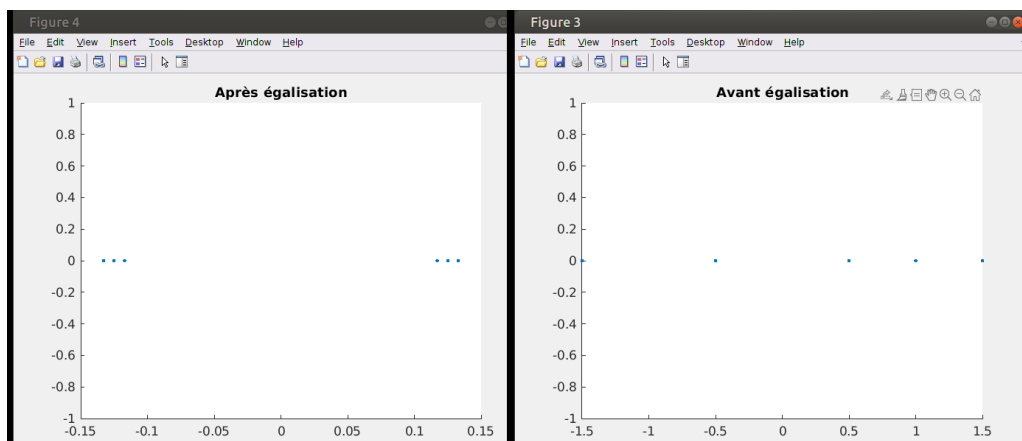 Figure 4
File Edit View Insert Tools Desktop Window Help
Après égalisation
1
0.8
0.6
0.4
0.2
0
-0.2
-0.4
-0.6
-0.8
-1
-0.15 -0.1 -0.05 0 0.05 0.1 0.15
Figure 3
File Edit View Insert Tools Desktop Window Help
Avant égalisation
1
0.8
0.6
0.4
0.2
0
-0.2
-0.4
-0.6
-0.8
-1
-1.5 -1 -0.5 0 0.5 1 1.5